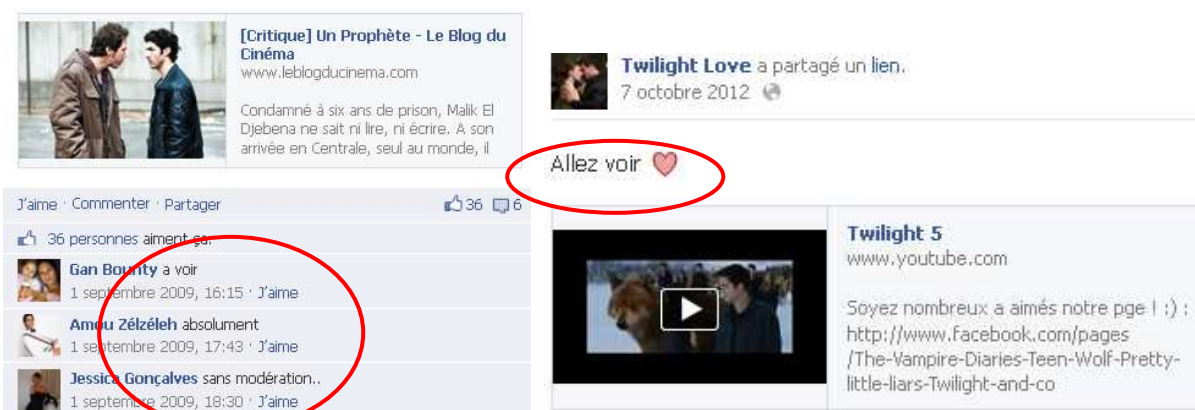 [Critique] Un Prophète - Le Blog du
Cinéma
www.leblogducinema.com
Condamné à six ans de prison, Malik El
Djebena ne sait ni lire, ni écrire. A son
arrivée en Centrale, seul au monde, il
J'aime · Commenter · Partager 36 6
36 personnes aiment ça.
Gan Bounty a voir
1 septembre 2009, 16:15 · J'aime
Amou Zélzéleh absolument
1 septembre 2009, 17:43 · J'aime
Jessica Gonçalves sans modération..
1 septembre 2009, 18:30 · J'aime
Twilight Love a partagé un lien.
7 octobre 2012
Allez voir
Twilight 5
www.youtube.com
Soyez nombreux a aimés notre pge ! :) :
http://www.facebook.com/pages
/The-Vampire-Diaries-Teen-Wolf-Pretty-
little-liars-Twilight-and-co